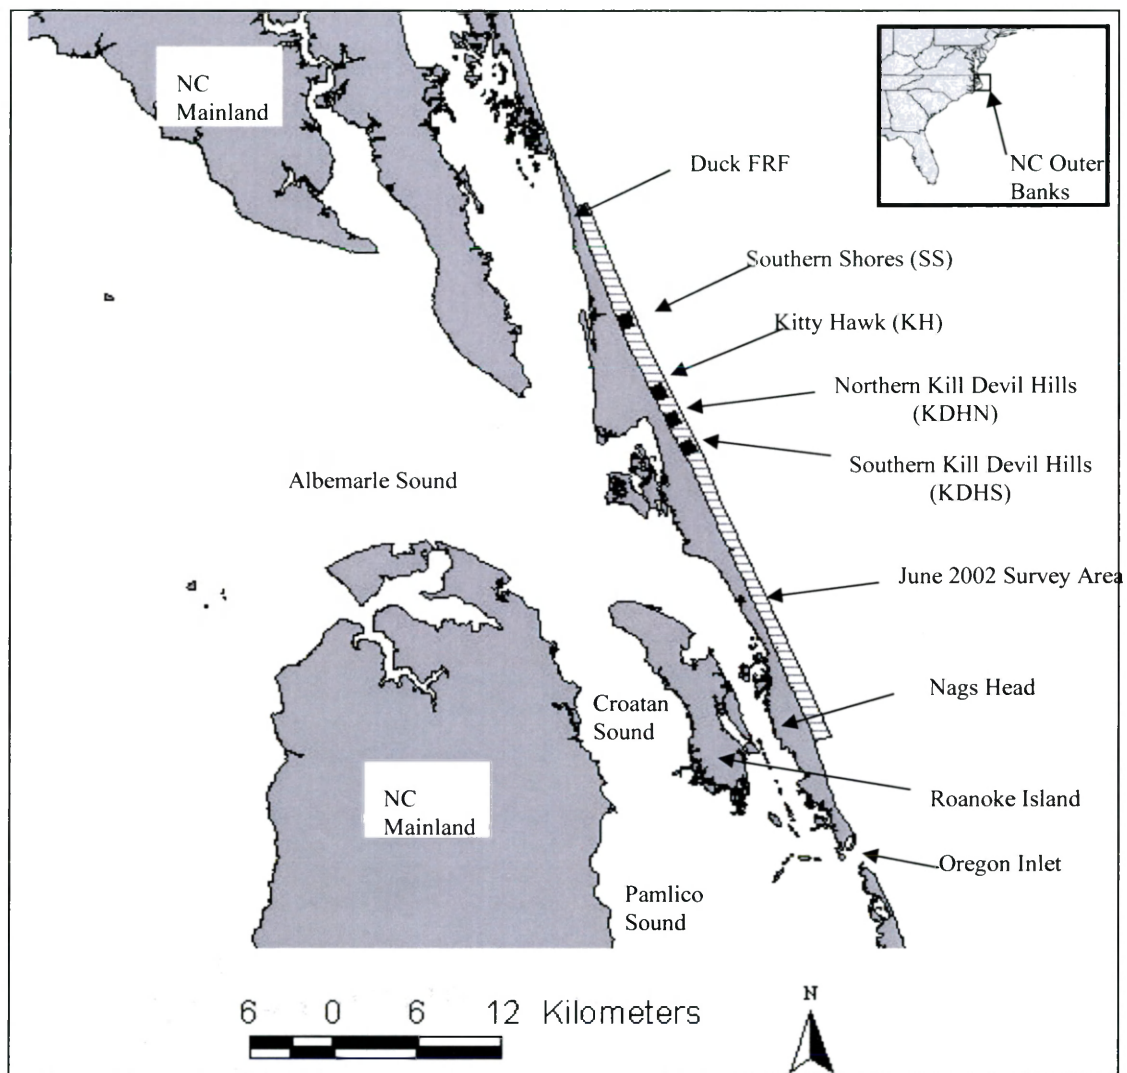 NC
Mainland
Duck FRF
NC Outer
Banks
Southern Shores (SS)
Kitty Hawk (KH)
Northern Kill Devil Hills
(KDHN)
Southern Kill Devil Hills
(KDHS)
Albemarle Sound
June 2002 Survey Area
Nags Head
Croatan
Sound
Roanoke Island
NC
Mainland
Oregon Inlet
Pamlico
Sound
N
6 0 6 12 Kilometers